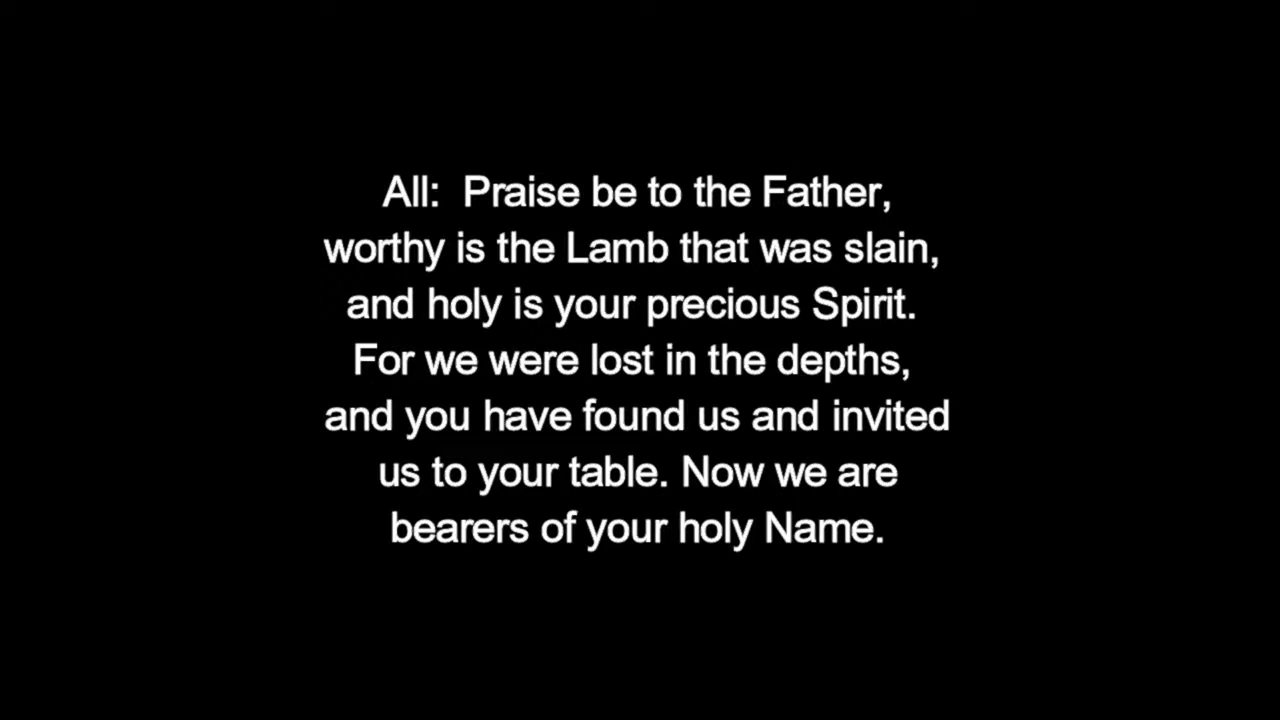 All:  Praise be to the Father,
worthy is the Lamb that was slain,
and holy is your precious Spirit.
For we were lost in the depths,
and you have found us and invited
us to your table. Now we are
bearers of your holy Name.